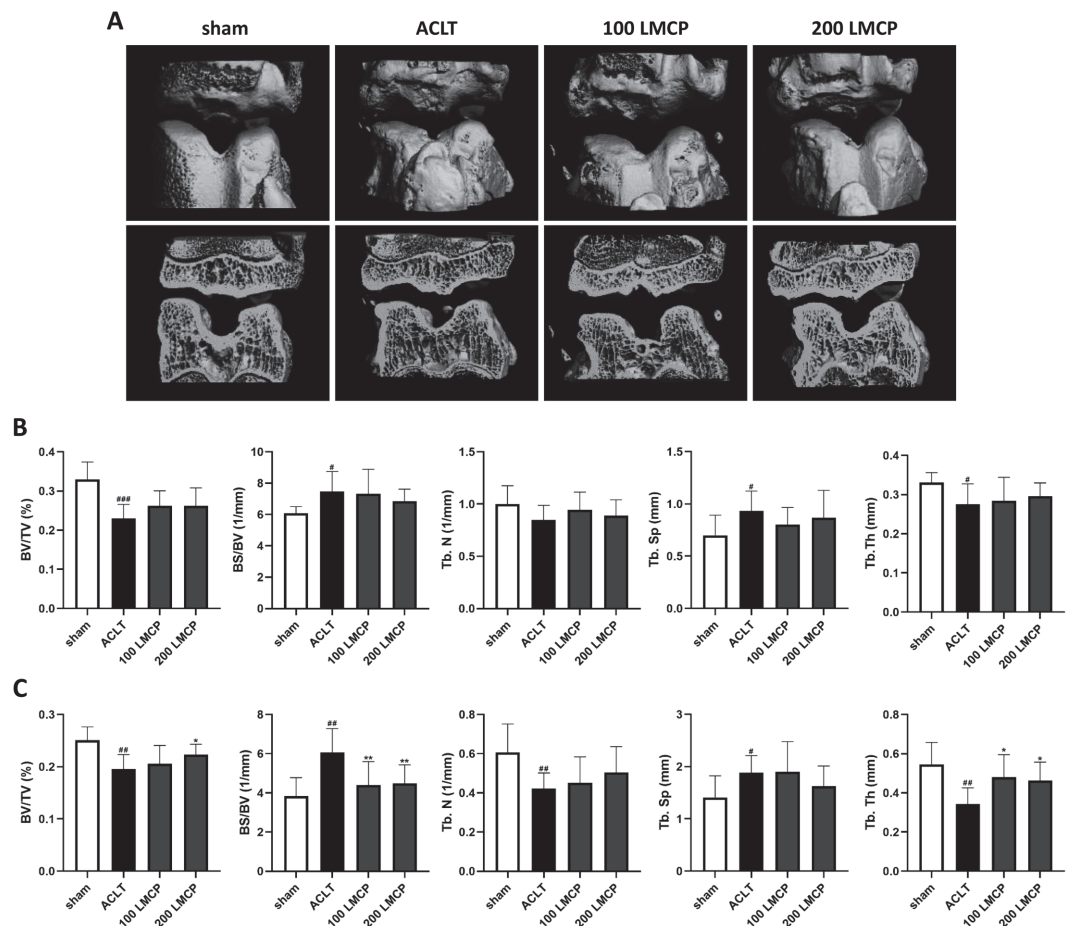 A
sham ACLT 100 LMCP 200 LMCP
B
BV/TV (%)
0.4
0.3
0.2
0.1
0.0
###
sham
ACLT
100 LMCP
200 LMCP
BS/BV (1/mm)
10
8
6
4
2
0
#
sham
ACLT
100 LMCP
200 LMCP
Tb. N (1/mm)
1.5
1.0
0.5
0.0
sham
ACLT
100 LMCP
200 LMCP
Tb. Sp (mm)
1.5
1.0
0.5
0.0
#
sham
ACLT
100 LMCP
200 LMCP
Tb. Th (mm)
0.4
0.3
0.2
0.1
0.0
#
sham
ACLT
100 LMCP
200 LMCP
C
BV/TV (%)
0.3
0.2
0.1
0.0
##
*
sham
ACLT
100 LMCP
200 LMCP
BS/BV (1/mm)
8
6
4
2
0
##
**
**
sham
ACLT
100 LMCP
200 LMCP
Tb. N (1/mm)
0.8
0.6
0.4
0.2
0.0
##
sham
ACLT
100 LMCP
200 LMCP
Tb. Sp (mm)
3
2
1
0
#
sham
ACLT
100 LMCP
200 LMCP
Tb. Th (mm)
0.8
0.6
0.4
0.2
0.0
##
*
*
sham
ACLT
100 LMCP
200 LMCP